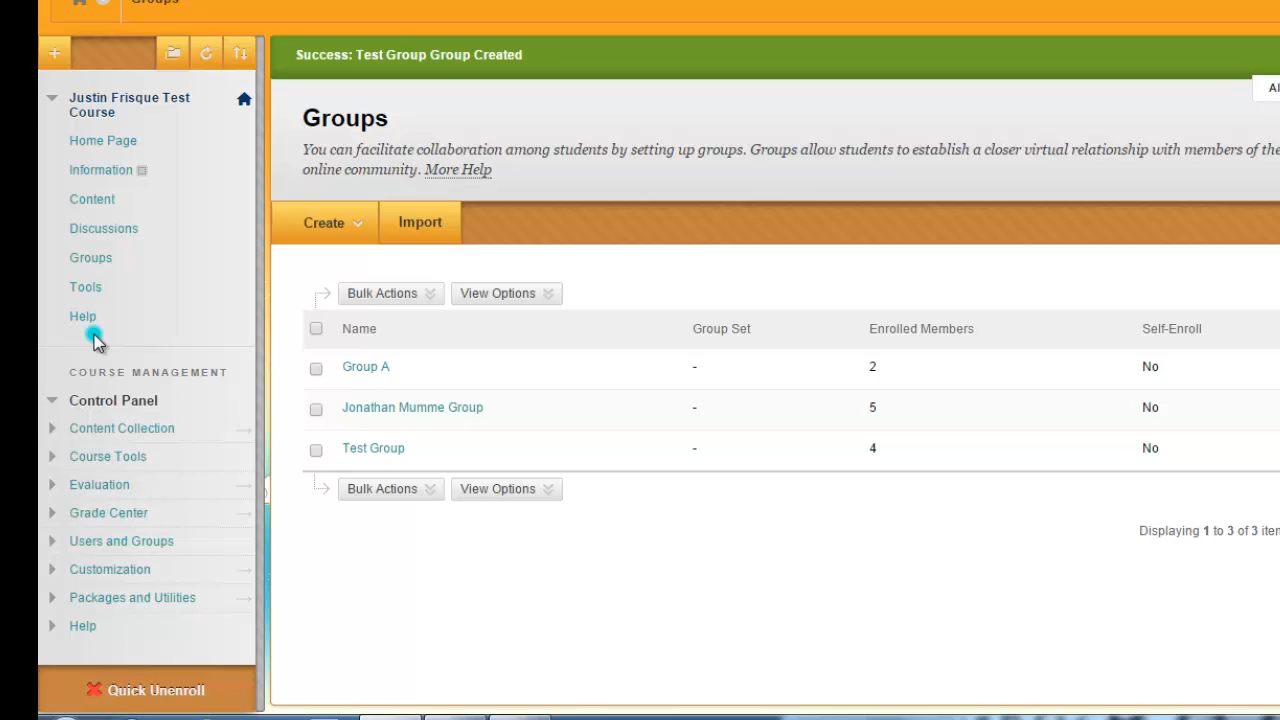 Groups
Success: Test Group Group Created
Justin Frisque Test
Course
Home Page
Information
Content
Discussions
Groups
Tools
Help
COURSE MANAGEMENT
Control Panel
Content Collection
Course Tools
Evaluation
Grade Center
Users and Groups
Customization
Packages and Utilities
Help
Quick Unenroll
Groups
You can facilitate collaboration among students by setting up groups. Groups allow students to establish a closer virtual relationship with members of the
online community. More Help
Create Import
Bulk Actions View Options
Name Group Set Enrolled Members Self-Enroll
Group A - 2 No
Jonathan Mumme Group - 5 No
Test Group - 4 No
Bulk Actions View Options
Displaying 1 to 3 of 3